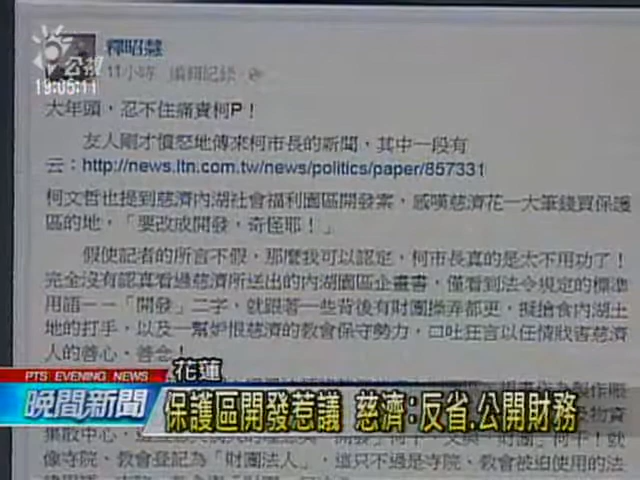 公視
19:05:11
釋昭慧
11小時 · 編輯記錄 ·
大年頭，忍不住痛責柯P！
友人剛才憤怒地傳來柯市長的新聞，其中一段有
云：http://news.ltn.com.tw/news/politics/paper/857331
柯文哲也提到慈濟內湖社會福利園區開發案，感嘆慈濟花一大筆錢買保護
區的地，「要改成開發，奇怪耶！」
假使記者的所言不假，那麼我可以認定，柯市長真的是太不用功了！
完全沒有認真看過慈濟所送出的內湖園區企畫書，僅看到法令規定的標準
用語－－「開發」二字，就跟著一些背後有財團操弄都更，擬搶食內湖土
地的打手，以及一幫妒恨慈濟的教會保守勢力，口吐狂言以任情戕害慈濟
人的善心、善念！
PTS EVENING NEWS
花蓮
晚間新聞
保護區開發惹議 慈濟:反省.公開財務
集散中心
「財團」何干！就
像寺院、教會登記為「財團法人」，這只不過是寺院、教會被迫使用的法